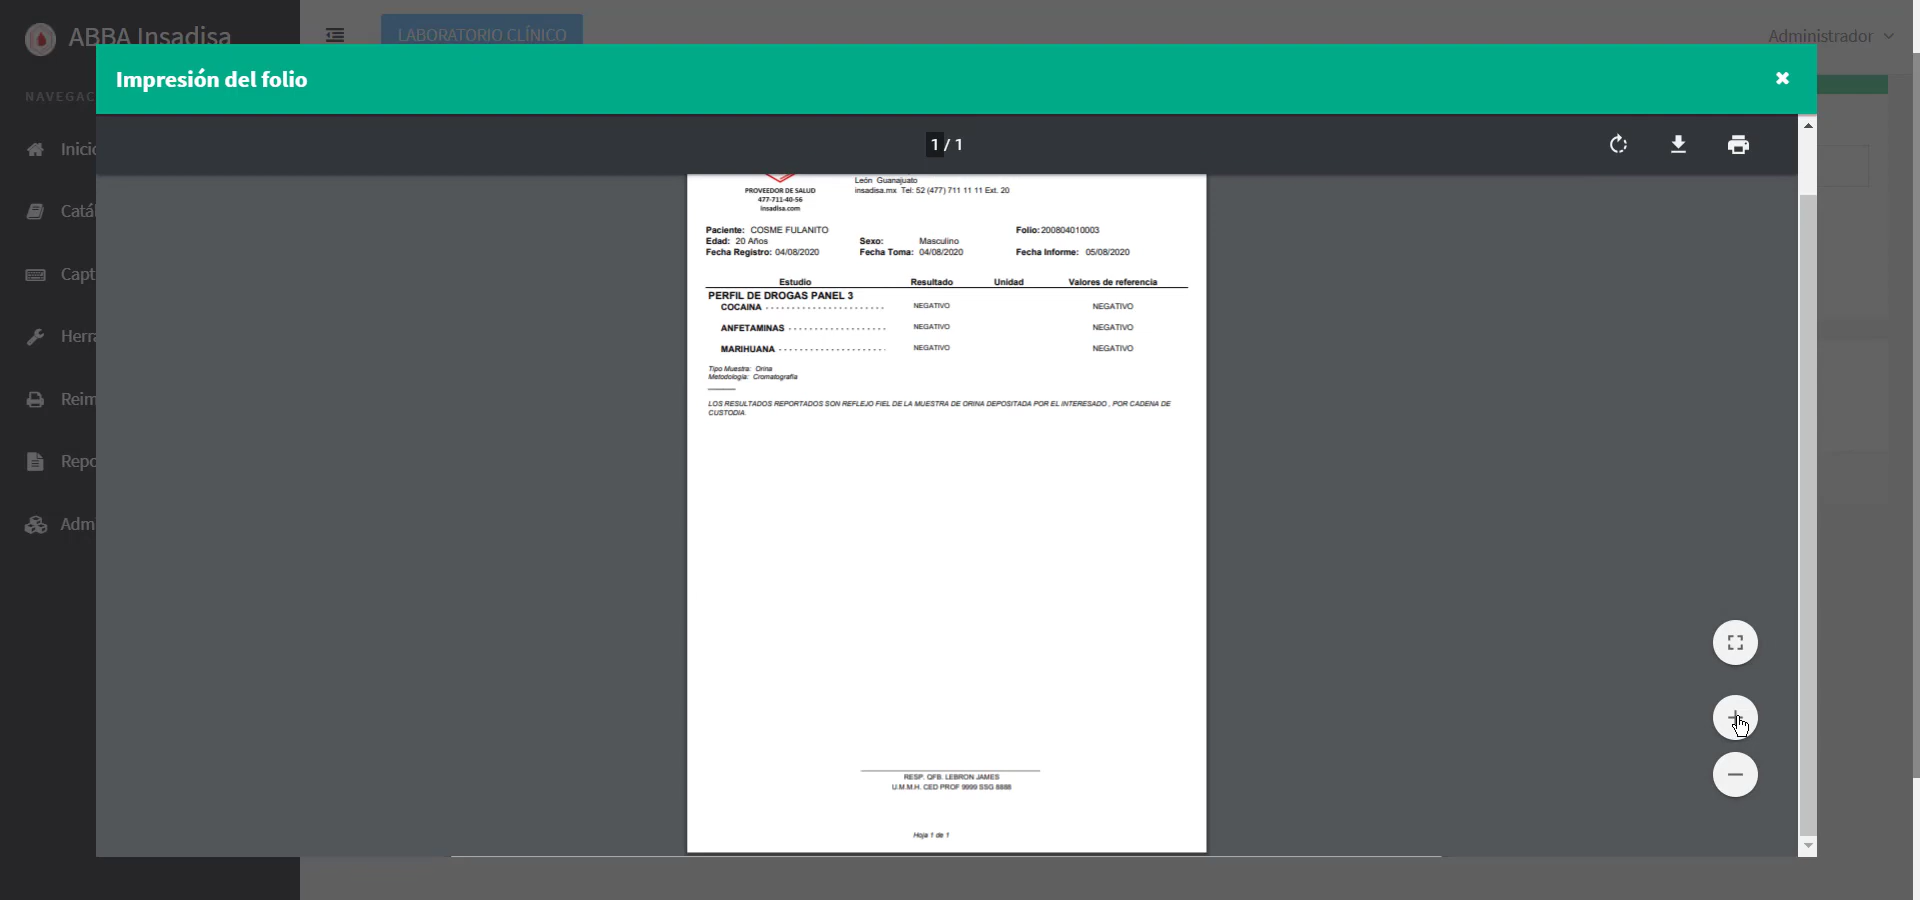 ABBA Insadisa
LABORATORIO CLÍNICO
Administrador
Impresión del folio
NAVEGAC
Inicio
Catál
Capt
Herra
Reim
Repo
Admi
1 / 1
PROVEEDOR DE SALUD
477-711-40-56
insadisa.com
León Guanajuato
insadisa.mx Tel: 52 (477) 711 11 11 Ext. 20
Paciente: COSME FULANITO Folio: 200804010003
Edad: 20 Años Sexo: Masculino
Fecha Registro: 04/08/2020 Fecha Toma: 04/08/2020 Fecha Informe: 05/08/2020
Estudio Resultado Unidad Valores de referencia
PERFIL DE DROGAS PANEL 3
COCAINA - - - - - - - - - - - - - - - - - - - NEGATIVO NEGATIVO
ANFETAMINAS - - - - - - - - - - - - - - - - NEGATIVO NEGATIVO
MARIHUANA - - - - - - - - - - - - - - - - - NEGATIVO NEGATIVO
Tipo Muestra: Orina
Metodología: Cromatografía
LOS RESULTADOS REPORTADOS SON REFLEJO FIEL DE LA MUESTRA DE ORINA DEPOSITADA POR EL INTERESADO , POR CADENA DE
CUSTODIA.
RESP. QFB. LEBRON JAMES
U.M.M.H. CED PROF 9999 SSG 8888
Hoja 1 de 1